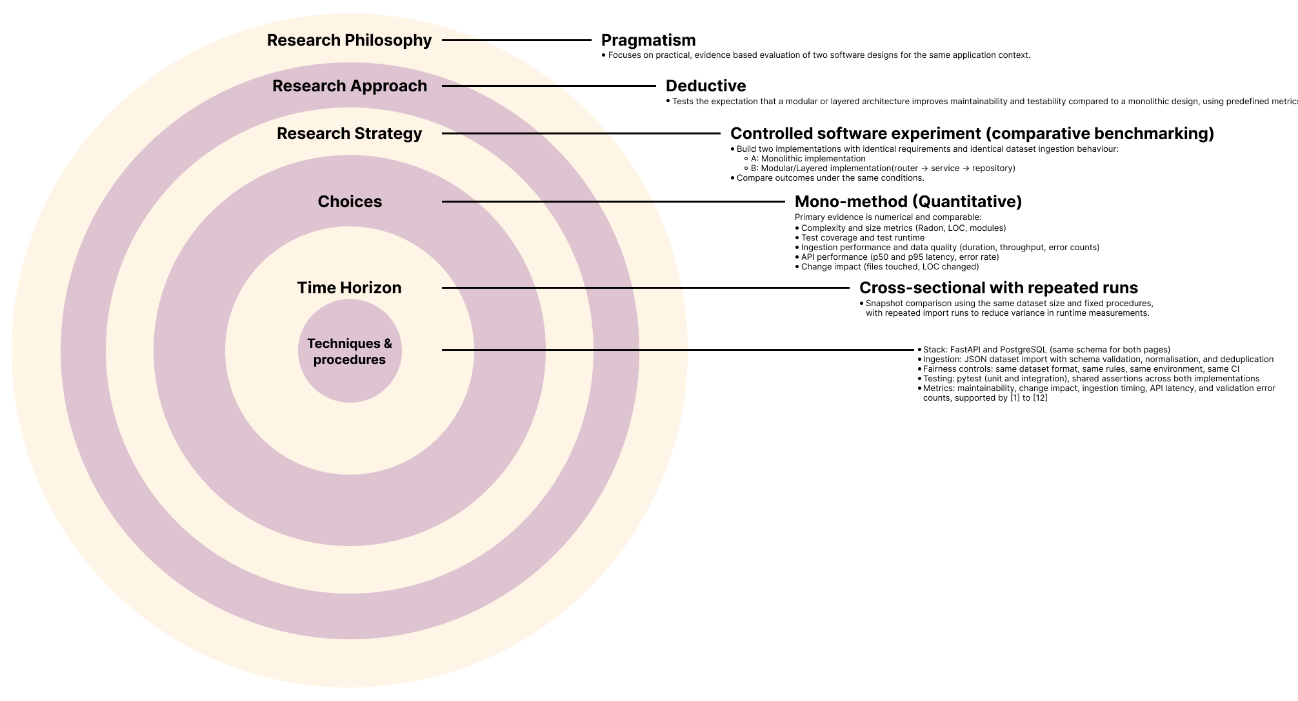 Research Philosophy
Pragmatism
• Focuses on practical, evidence based evaluation of two software designs for the same application context.
Research Approach
Deductive
• Tests the expectation that a modular or layered architecture improves maintainability and testability compared to a monolithic design, using predefined metrics
Research Strategy
Controlled software experiment (comparative benchmarking)
• Build two implementations with identical requirements and identical dataset ingestion behaviour:
◦ A: Monolithic implementation
◦ B: Modular/Layered implementation(router → service → repository)
• Compare outcomes under the same conditions.
Choices
Mono-method (Quantitative)
Primary evidence is numerical and comparable:
• Complexity and size metrics (Radon, LOC, modules)
• Test coverage and test runtime
• Ingestion performance and data quality (duration, throughput, error counts)
• API performance (p50 and p95 latency, error rate)
• Change impact (files touched, LOC changed)
Time Horizon
Cross-sectional with repeated runs
• Snapshot comparison using the same dataset size and fixed procedures,
with repeated import runs to reduce variance in runtime measurements.
Techniques &
procedures
• Stack: FastAPI and PostgreSQL (same schema for both pages)
• Ingestion: JSON dataset import with schema validation, normalisation, and deduplication
• Fairness controls: same dataset format, same rules, same environment, same CI
• Testing: pytest (unit and integration), shared assertions across both implementations
• Metrics: maintainability, change impact, ingestion timing, API latency, and validation error
counts, supported by [1] to [12]